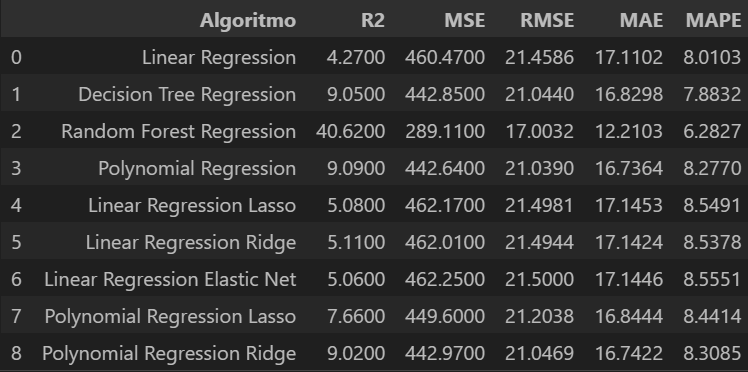 Algoritmo R2 MSE RMSE MAE MAPE
0 Linear Regression 4.2700 460.4700 21.4586 17.1102 8.0103
1 Decision Tree Regression 9.0500 442.8500 21.0440 16.8298 7.8832
2 Random Forest Regression 40.6200 289.1100 17.0032 12.2103 6.2827
3 Polynomial Regression 9.0900 442.6400 21.0390 16.7364 8.2770
4 Linear Regression Lasso 5.0800 462.1700 21.4981 17.1453 8.5491
5 Linear Regression Ridge 5.1100 462.0100 21.4944 17.1424 8.5378
6 Linear Regression Elastic Net 5.0600 462.2500 21.5000 17.1446 8.5551
7 Polynomial Regression Lasso 7.6600 449.6000 21.2038 16.8444 8.4414
8 Polynomial Regression Ridge 9.0200 442.9700 21.0469 16.7422 8.3085